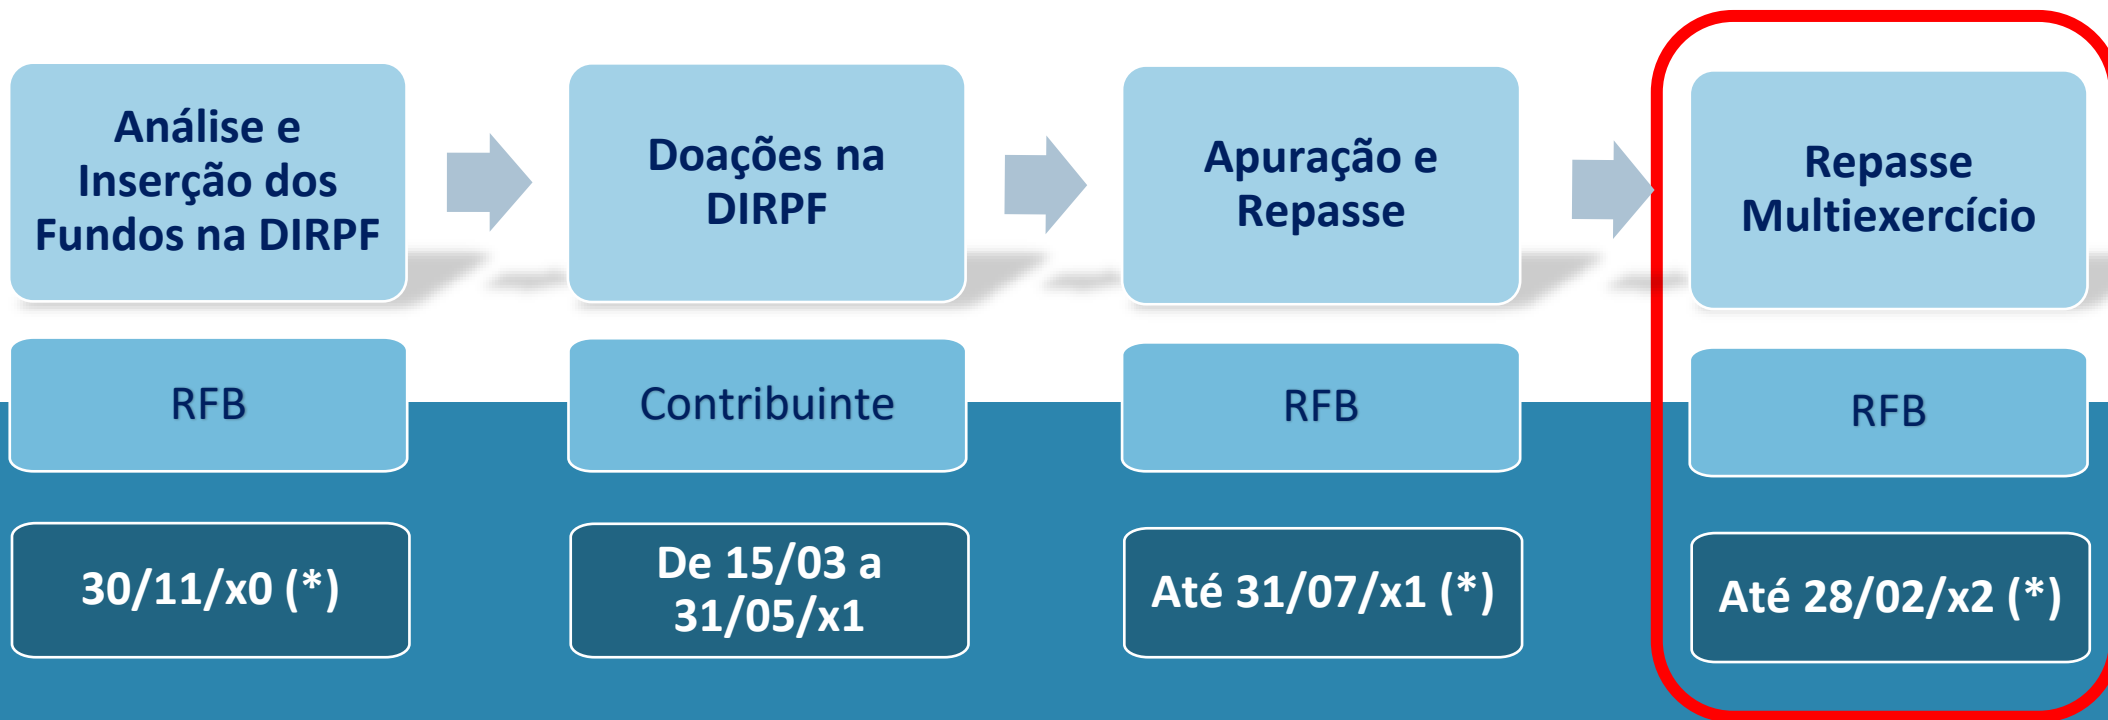 Análise e
Inserção dos
Fundos na DIRPF
Doações na
DIRPF
Apuração e
Repasse
Repasse
Multiexercício
RFB
Contribuinte
RFB
RFB
30/11/x0 (*)
De 15/03 a
31/05/x1
Até 31/07/x1 (*)
Até 28/02/x2 (*)